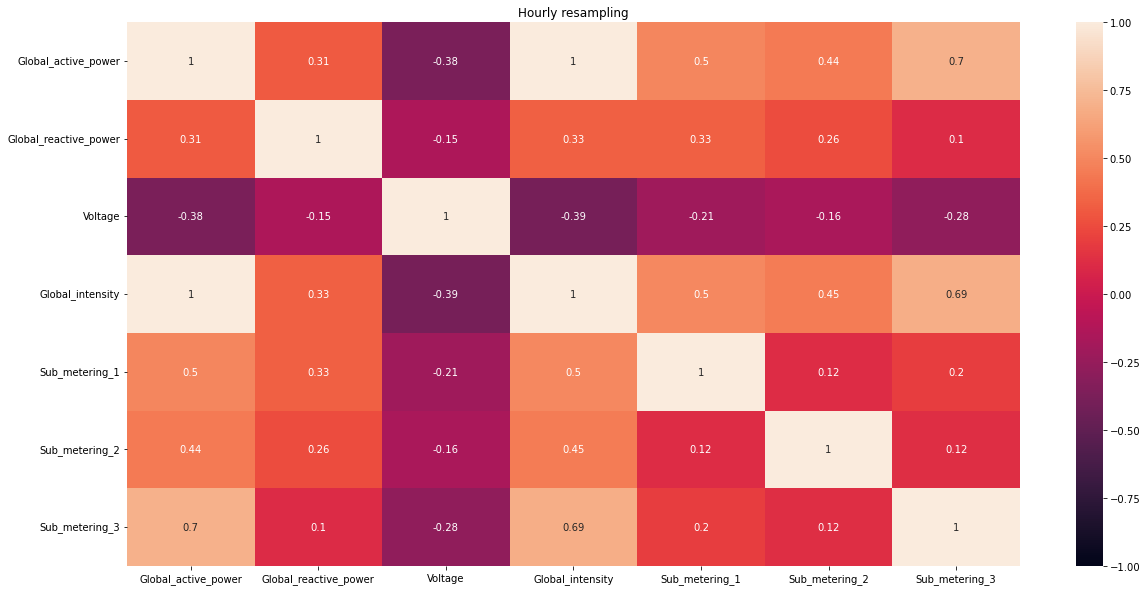 Hourly resampling
Global_active_power 1 0.31 -0.38 1 0.5 0.44 0.7
Global_reactive_power 0.31 1 -0.15 0.33 0.33 0.26 0.1
Voltage -0.38 -0.15 1 -0.39 -0.21 -0.16 -0.28
Global_intensity 1 0.33 -0.39 1 0.5 0.45 0.69
Sub_metering_1 0.5 0.33 -0.21 0.5 1 0.12 0.2
Sub_metering_2 0.44 0.26 -0.16 0.45 0.12 1 0.12
Sub_metering_3 0.7 0.1 -0.28 0.69 0.2 0.12 1
Global_active_power Global_reactive_power Voltage Global_intensity Sub_metering_1 Sub_metering_2 Sub_metering_3
1.00
0.75
0.50
0.25
0.00
-0.25
-0.50
-0.75
-1.00